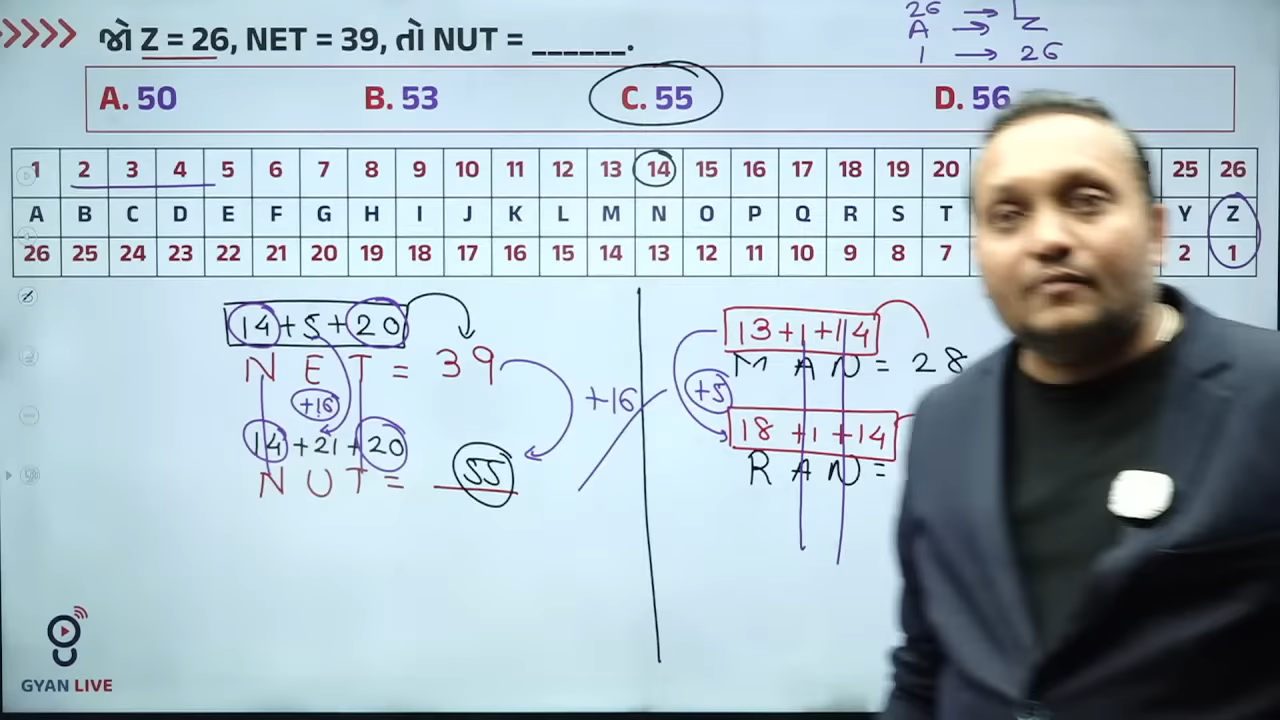 જો Z = 26, NET = 39, તો NUT = ______.
26 → L
A → Z
1 → 26
A. 50 B. 53 C. 55 D. 56
1 2 3 4 5 6 7 8 9 10 11 12 13 14 15 16 17 18 19 20 25 26
A B C D E F G H I J K L M N O P Q R S T Y Z
26 25 24 23 22 21 20 19 18 17 16 15 14 13 12 11 10 9 8 7 2 1
14+5+20
N E T = 39
+16
+16
14+21+20
N U T = 55
13+1+14
M A N = 28
+5
18+1+14
R A N =
GYAN LIVE